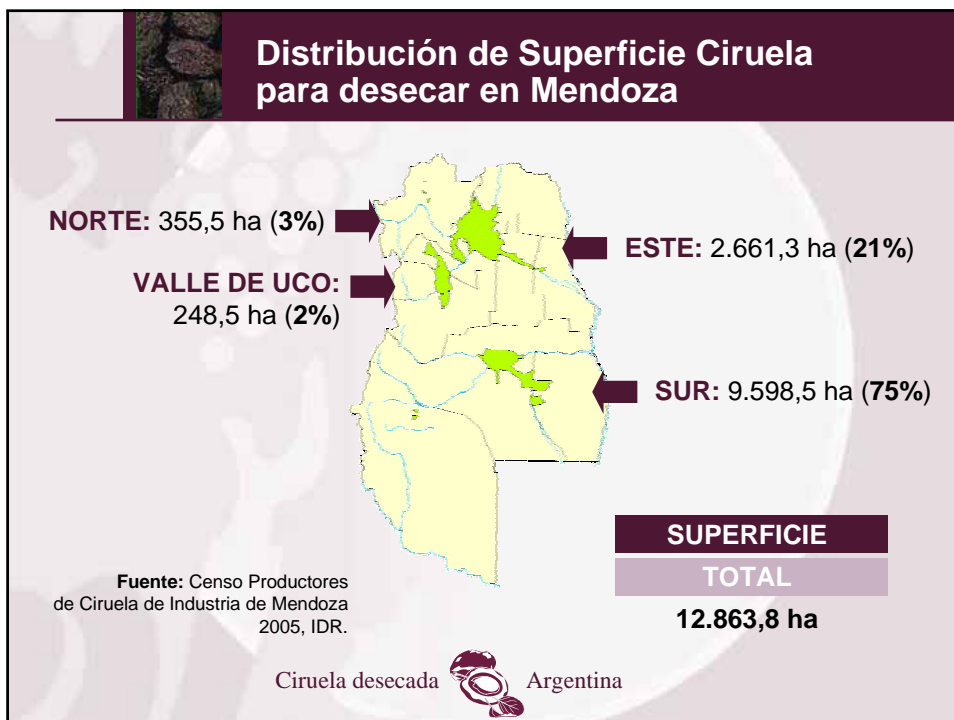 Distribución de Superficie Ciruela
para desecar en Mendoza
NORTE: 355,5 ha (3%)
VALLE DE UCO:
248,5 ha (2%)
ESTE: 2.661,3 ha (21%)
SUR: 9.598,5 ha (75%)
SUPERFICIE
TOTAL
12.863,8 ha
Fuente: Censo Productores
de Ciruela de Industria de Mendoza
2005, IDR.
Ciruela desecada Argentina